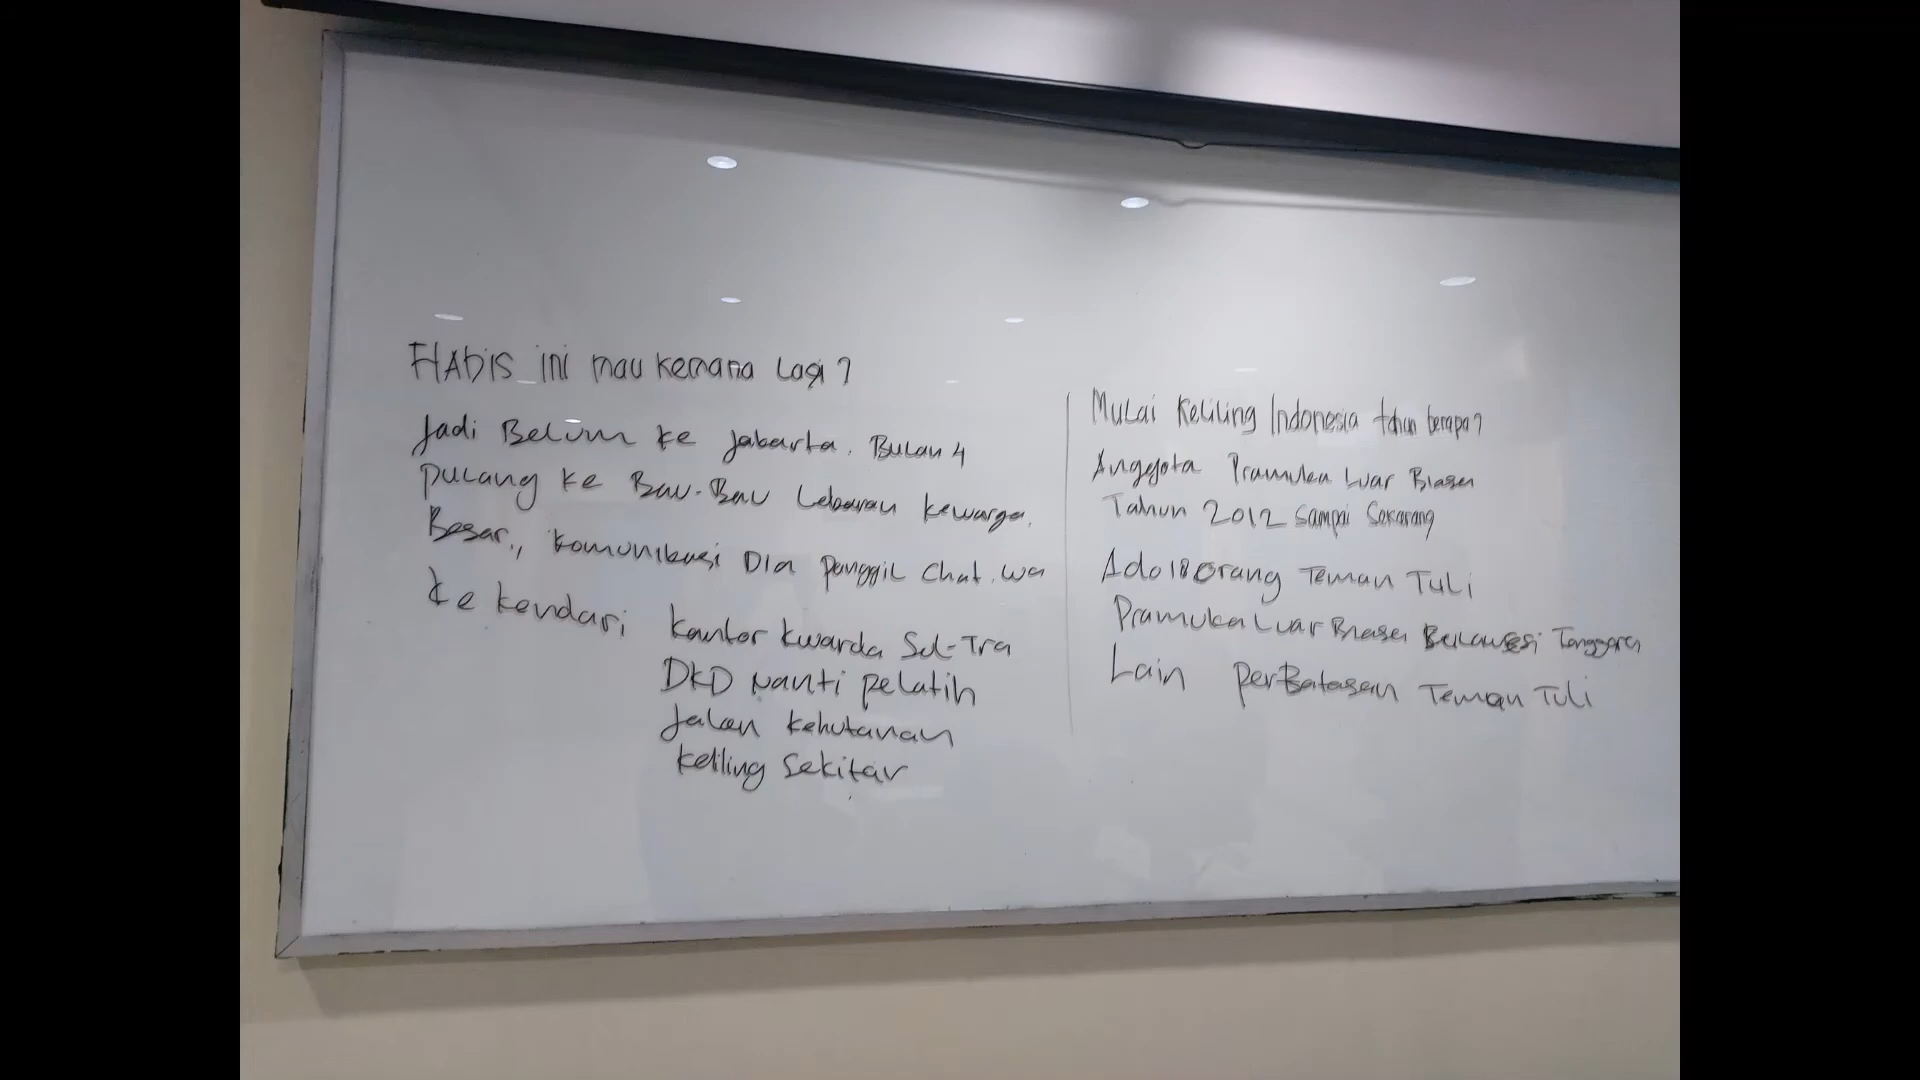 HABIS ini mau kemana lagi?
Jadi Belum ke Jakarta. Bulan 4
pulang ke Bau-Bau Lebaran kewarga
Besar., komunikasi Dia panggil chat.wa
ke kendari kantor kwarda Sul-Tra
DKD Nanti pelatih
Jalan kehutanan
keliling sekitar
Mulai keliling Indonesia tahun berapa?
Anggota Pramuka Luar Biasa
Tahun 2012 sampai Sekarang
Ada 18 orang Teman Tuli
Pramuka Luar Biasa Tenggara
Lain perBatasan Teman Tuli